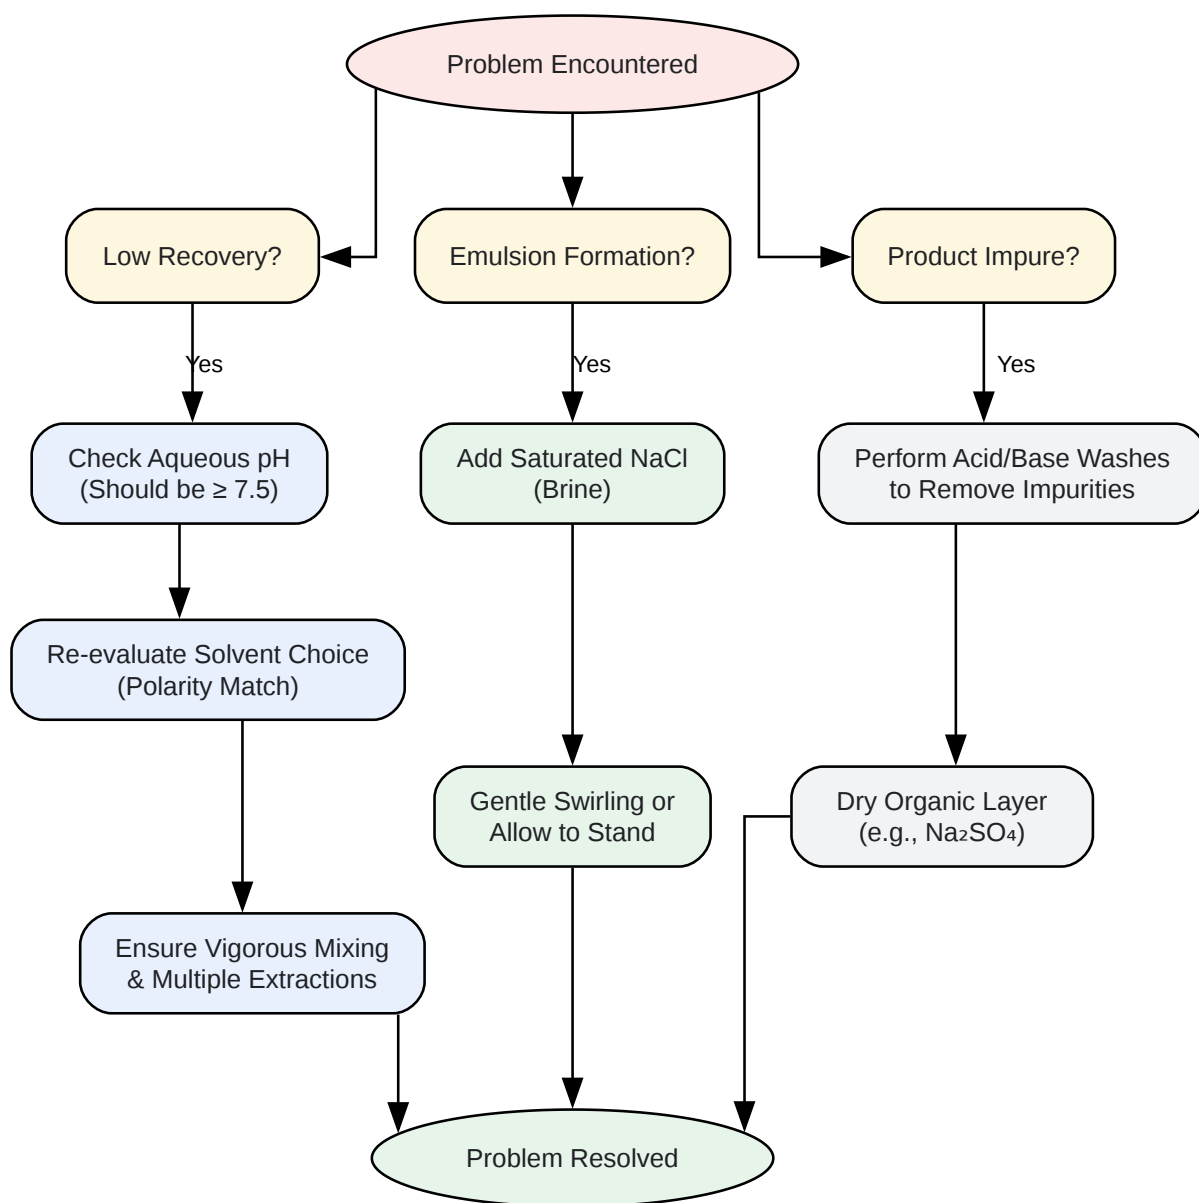 Problem Encountered
Low Recovery?
Emulsion Formation?
Product Impure?
Yes
Yes
Yes
Check Aqueous pH
(Should be ≥ 7.5)
Add Saturated NaCl
(Brine)
Perform Acid/Base Washes
to Remove Impurities
Re-evaluate Solvent Choice
(Polarity Match)
Gentle Swirling or
Allow to Stand
Dry Organic Layer
(e.g., Na₂SO₄)
Ensure Vigorous Mixing
& Multiple Extractions
Problem Resolved